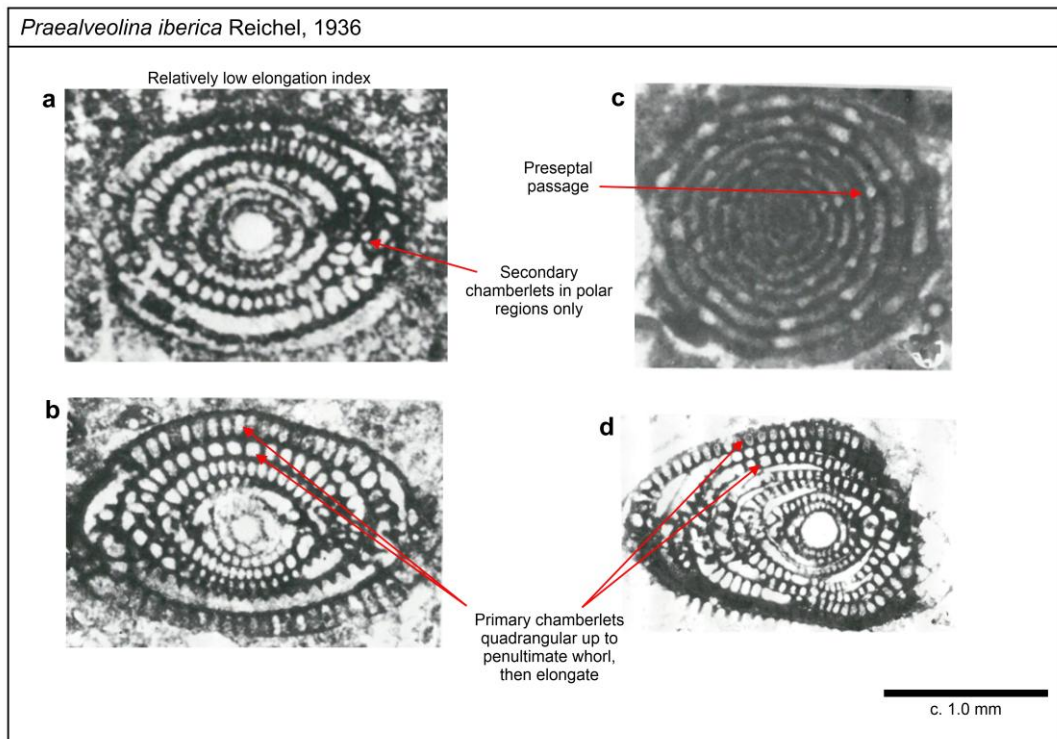 Praealveolina iberica Reichel, 1936
Relatively low elongation index
a
c
Preseptal
passage
Secondary
chamberlets in polar
regions only
b
d
Primary chamberlets
quadrangular up to
penultimate whorl,
then elongate
c. 1.0 mm